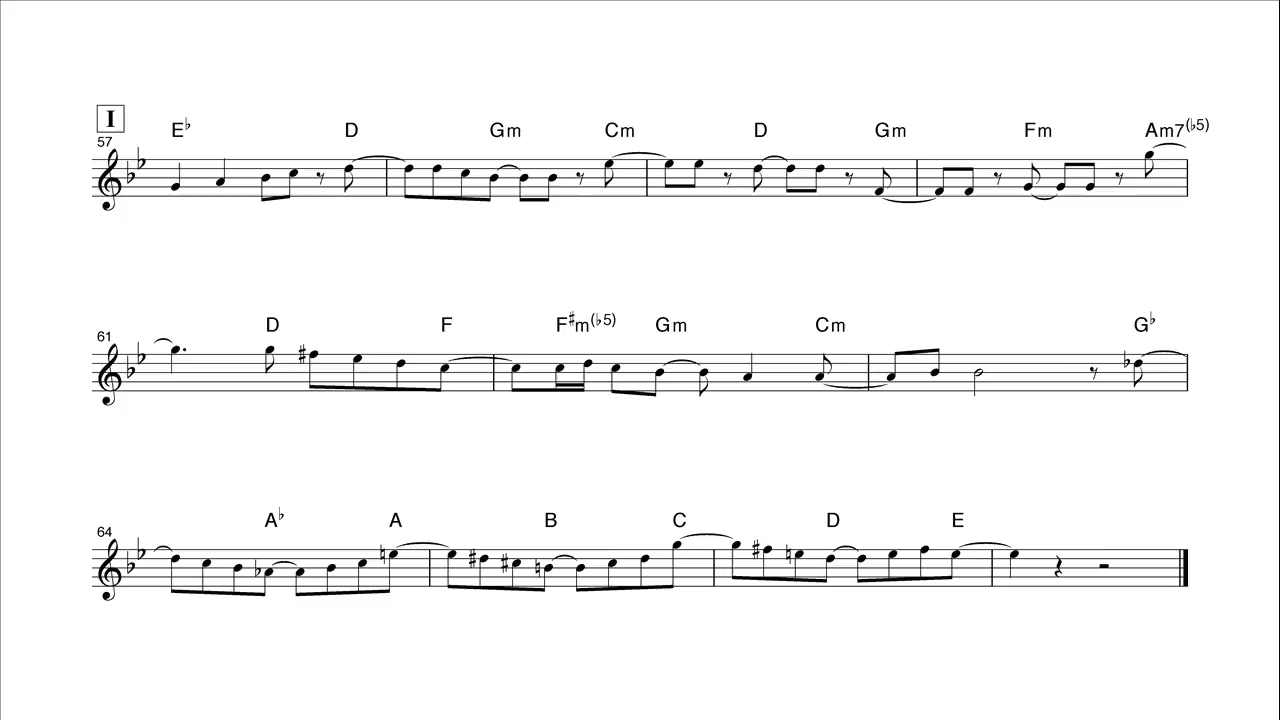 I
57 E♭ D Gm Cm D Gm Fm Am7(♭5)
61 D F F♯m(♭5) Gm Cm G♭
64 A♭ A B C D E